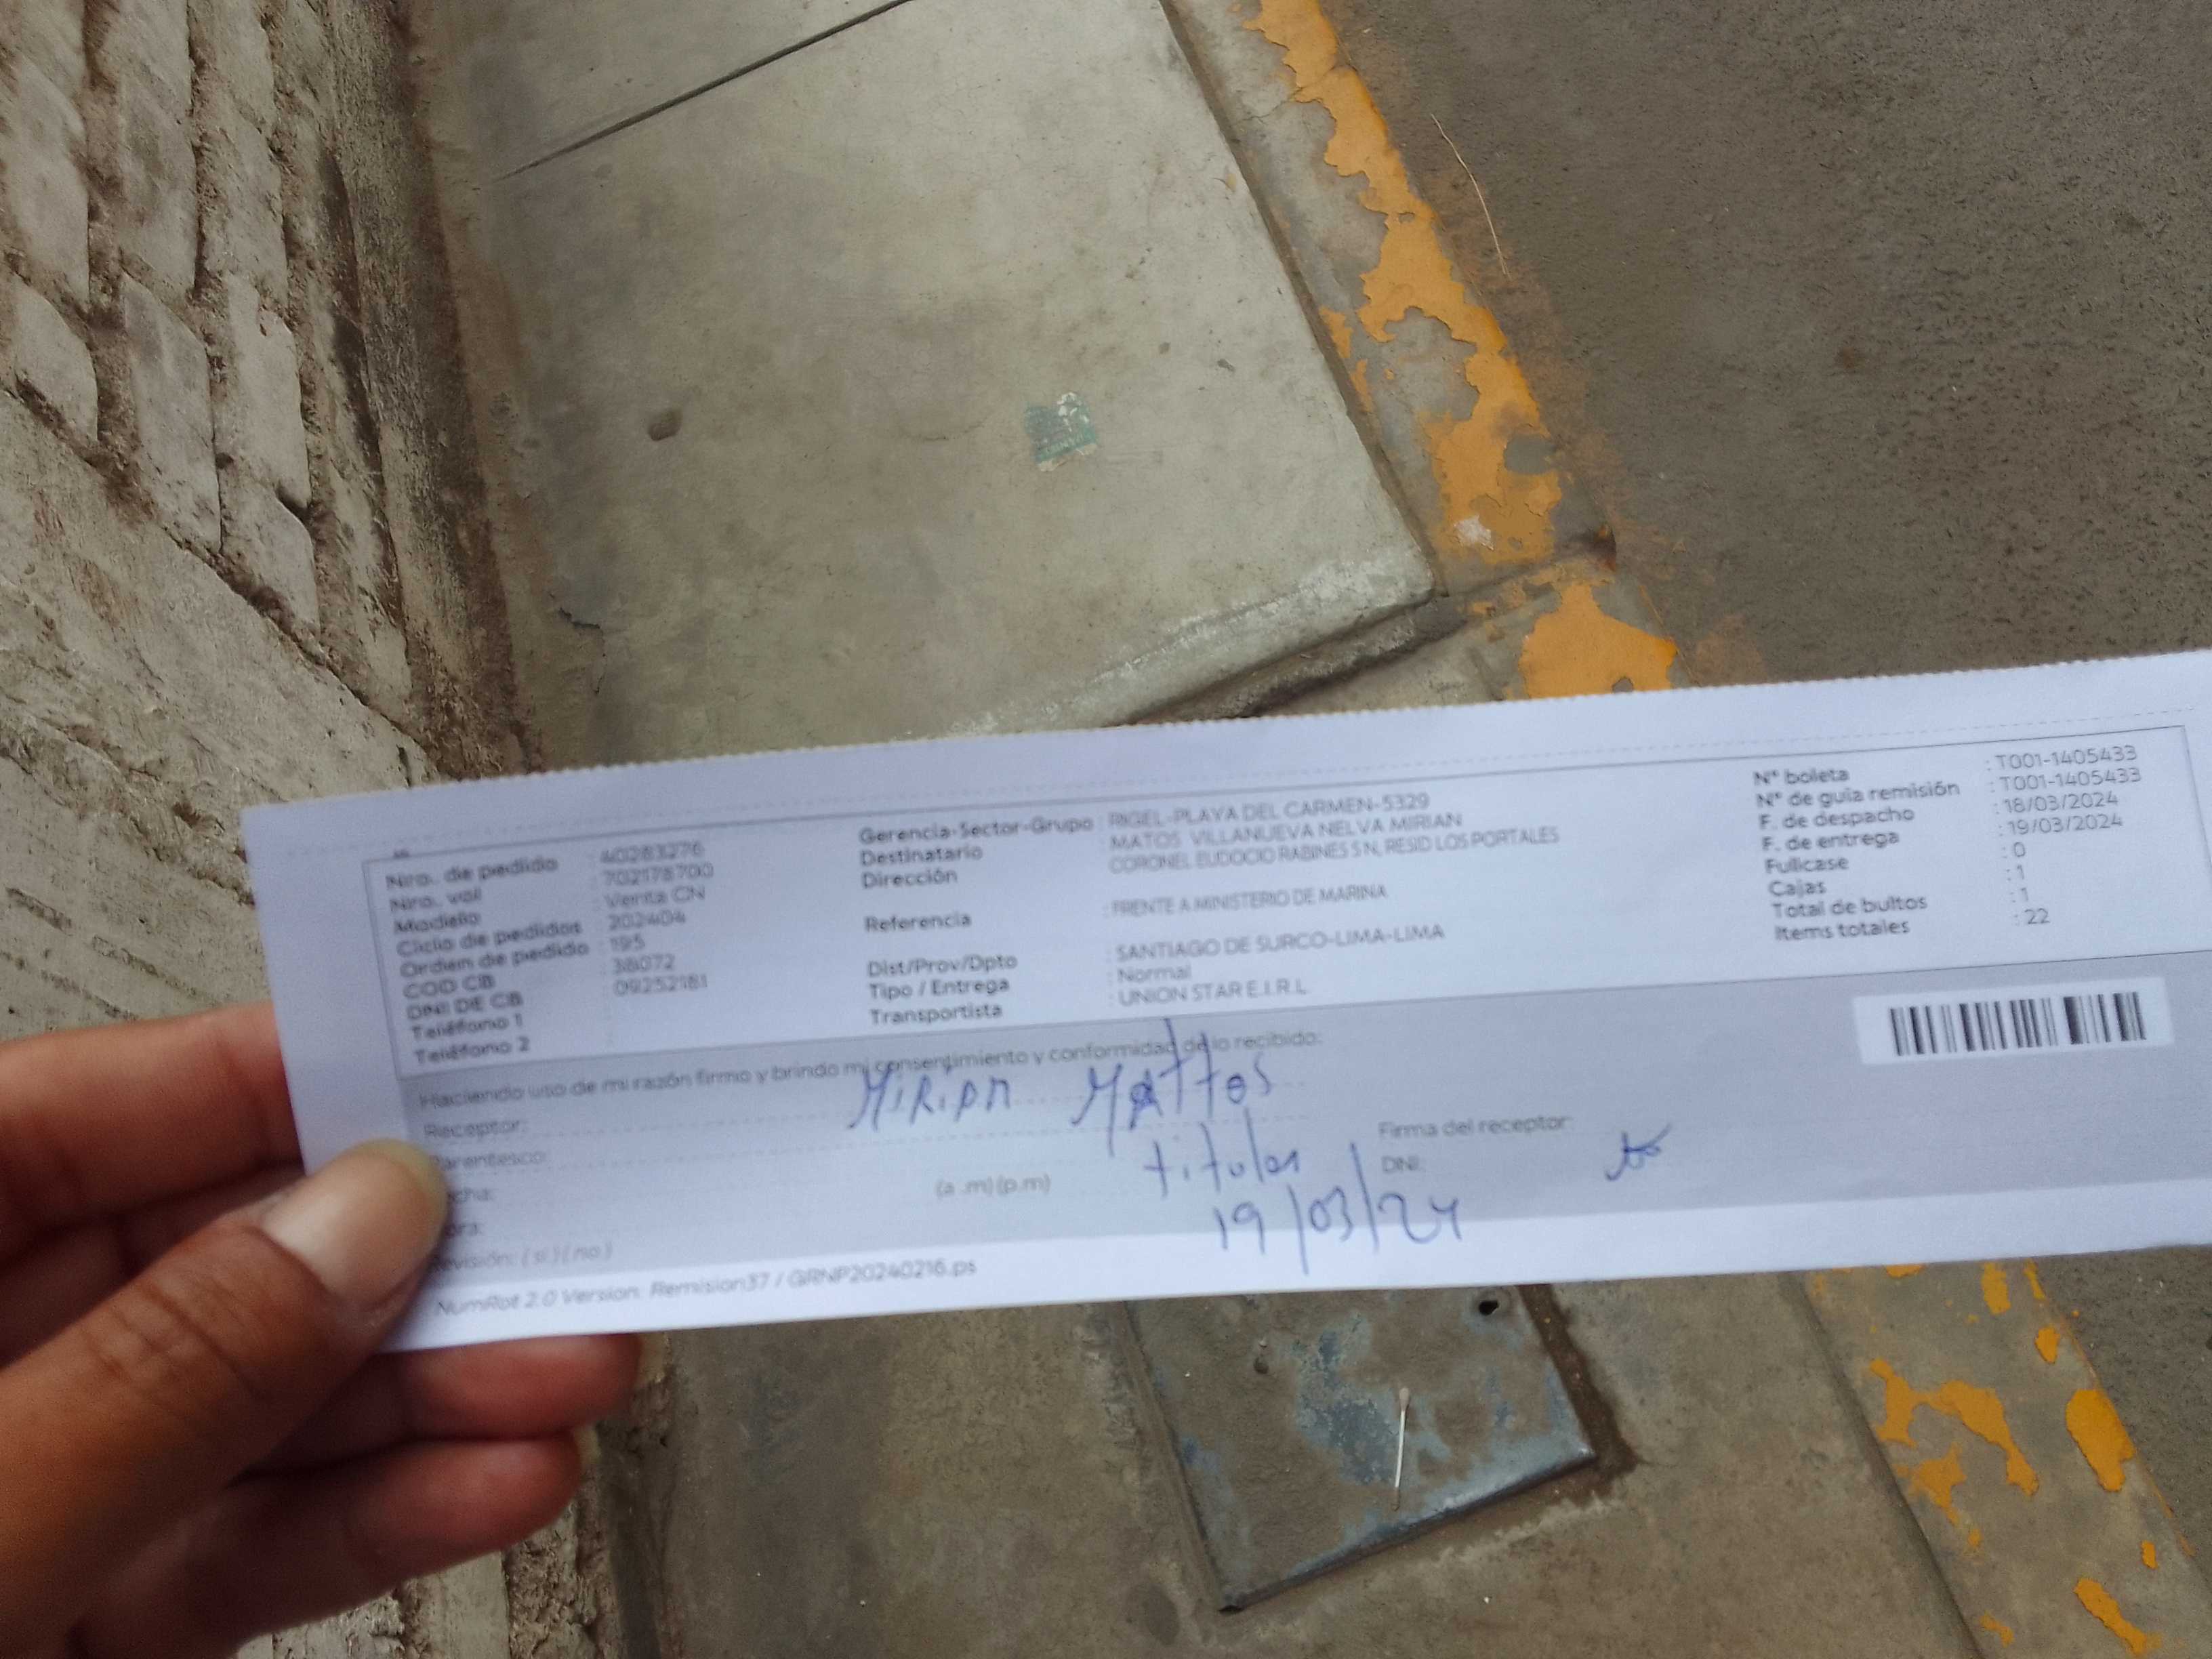 Nro. de pedido : 40283276
Nro. vol : 702178700
Modelo : Venta CN
Ciclo de pedidos : 202404
Orden de pedido : 195
COD CB : 38072
DNI DE CB : 09252181
Teléfono 1
Teléfono 2
Gerencia-Sector-Grupo : RIGEL-PLAYA DEL CARMEN-5329
Destinatario : MATOS VILLANUEVA NELVA MIRIAN
Dirección : CORONEL EUDOCIO RABINES S N, RESID LOS PORTALES
Referencia : FRENTE A MINISTERIO DE MARINA
Dist/Prov/Dpto : SANTIAGO DE SURCO-LIMA-LIMA
Tipo / Entrega : Normal
Transportista : UNION STAR E.I.R.L
N° boleta : T001-1405433
N° de guía remisión : T001-1405433
F. de despacho : 18/03/2024
F. de entrega : 19/03/2024
Fullcase : 0
Cajas : 1
Total de bultos : 1
Items totales : 22
Haciendo uso de mi razón firmo y brindo mi consentimiento y conformidad de lo recibido:
Receptor: MIRIAN MATTOS
Parentesco: titular
19/03/24
(a .m) (p.m)
Firma del receptor:
DNI:
( si ) ( no )
NumRot 2.0 Version: Remision37 / GRNP20240216.ps